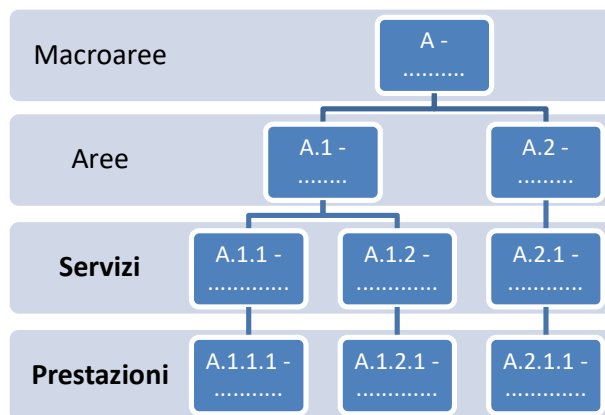 Macroaree
A -
..........
Aree
A.1 -
........
A.2 -
.........
Servizi
A.1.1 -
.............
A.1.2 -
.............
A.2.1 -
............
Prestazioni
A.1.1.1 -
...........
A.1.2.1 -
.............
A.2.1.1 -
............